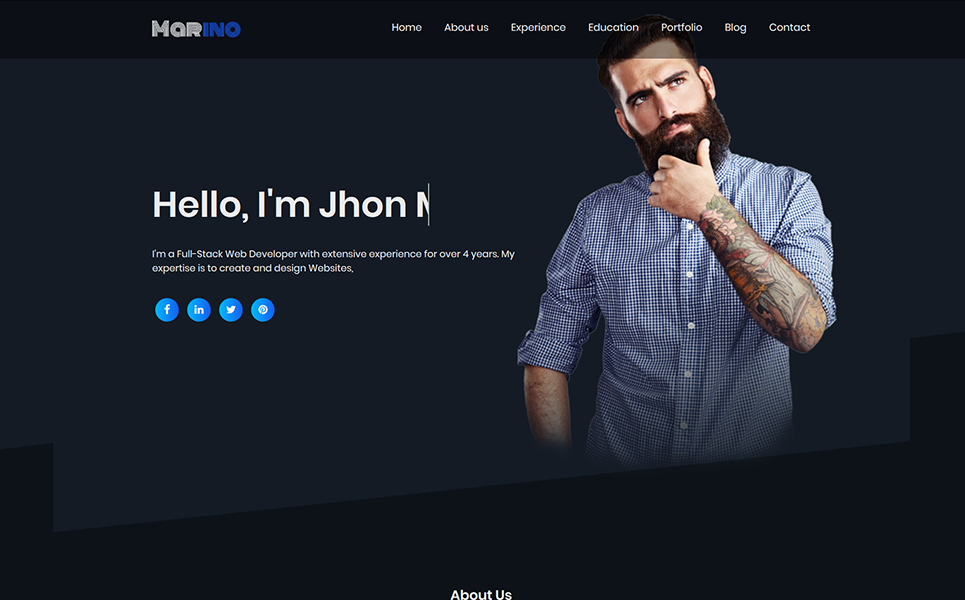 MaRINO
Home About us Experience Education Portfolio Blog Contact
Hello, I'm Jhon M
I'm a Full-Stack Web Developer with extensive experience for over 4 years. My
expertise is to create and design Websites,
f in
About Us